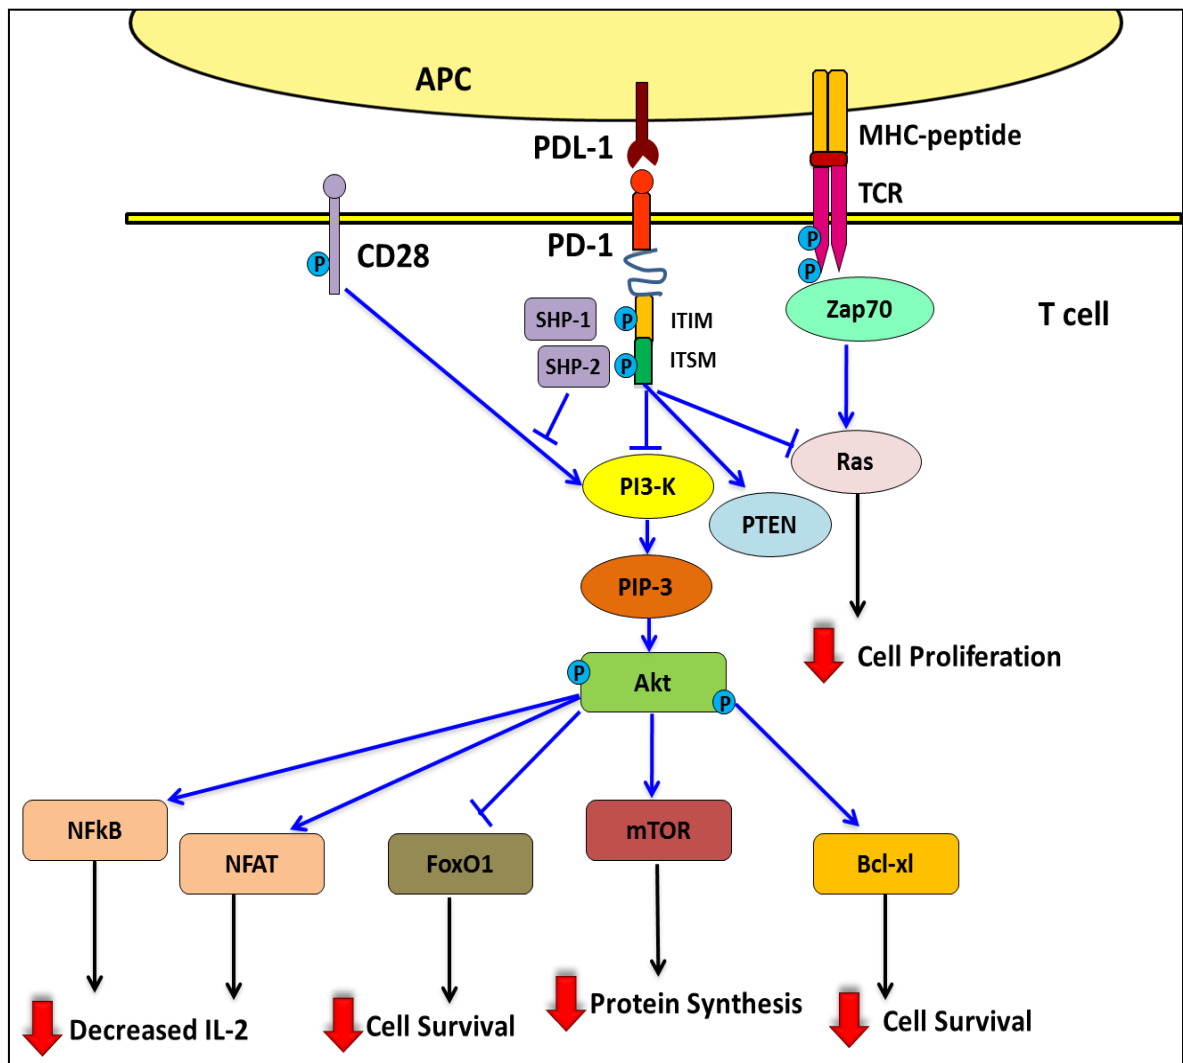 APC
PDL-1
MHC-peptide
TCR
PD-1
CD28
P
P
P
Zap70
T cell
SHP-1
P
ITIM
SHP-2
P
ITSM
Ras
PI3-K
PTEN
PIP-3
Cell Proliferation
P
Akt
P
NFkB
NFAT
FoxO1
mTOR
Bcl-xl
Decreased IL-2
Cell Survival
Protein Synthesis
Cell Survival